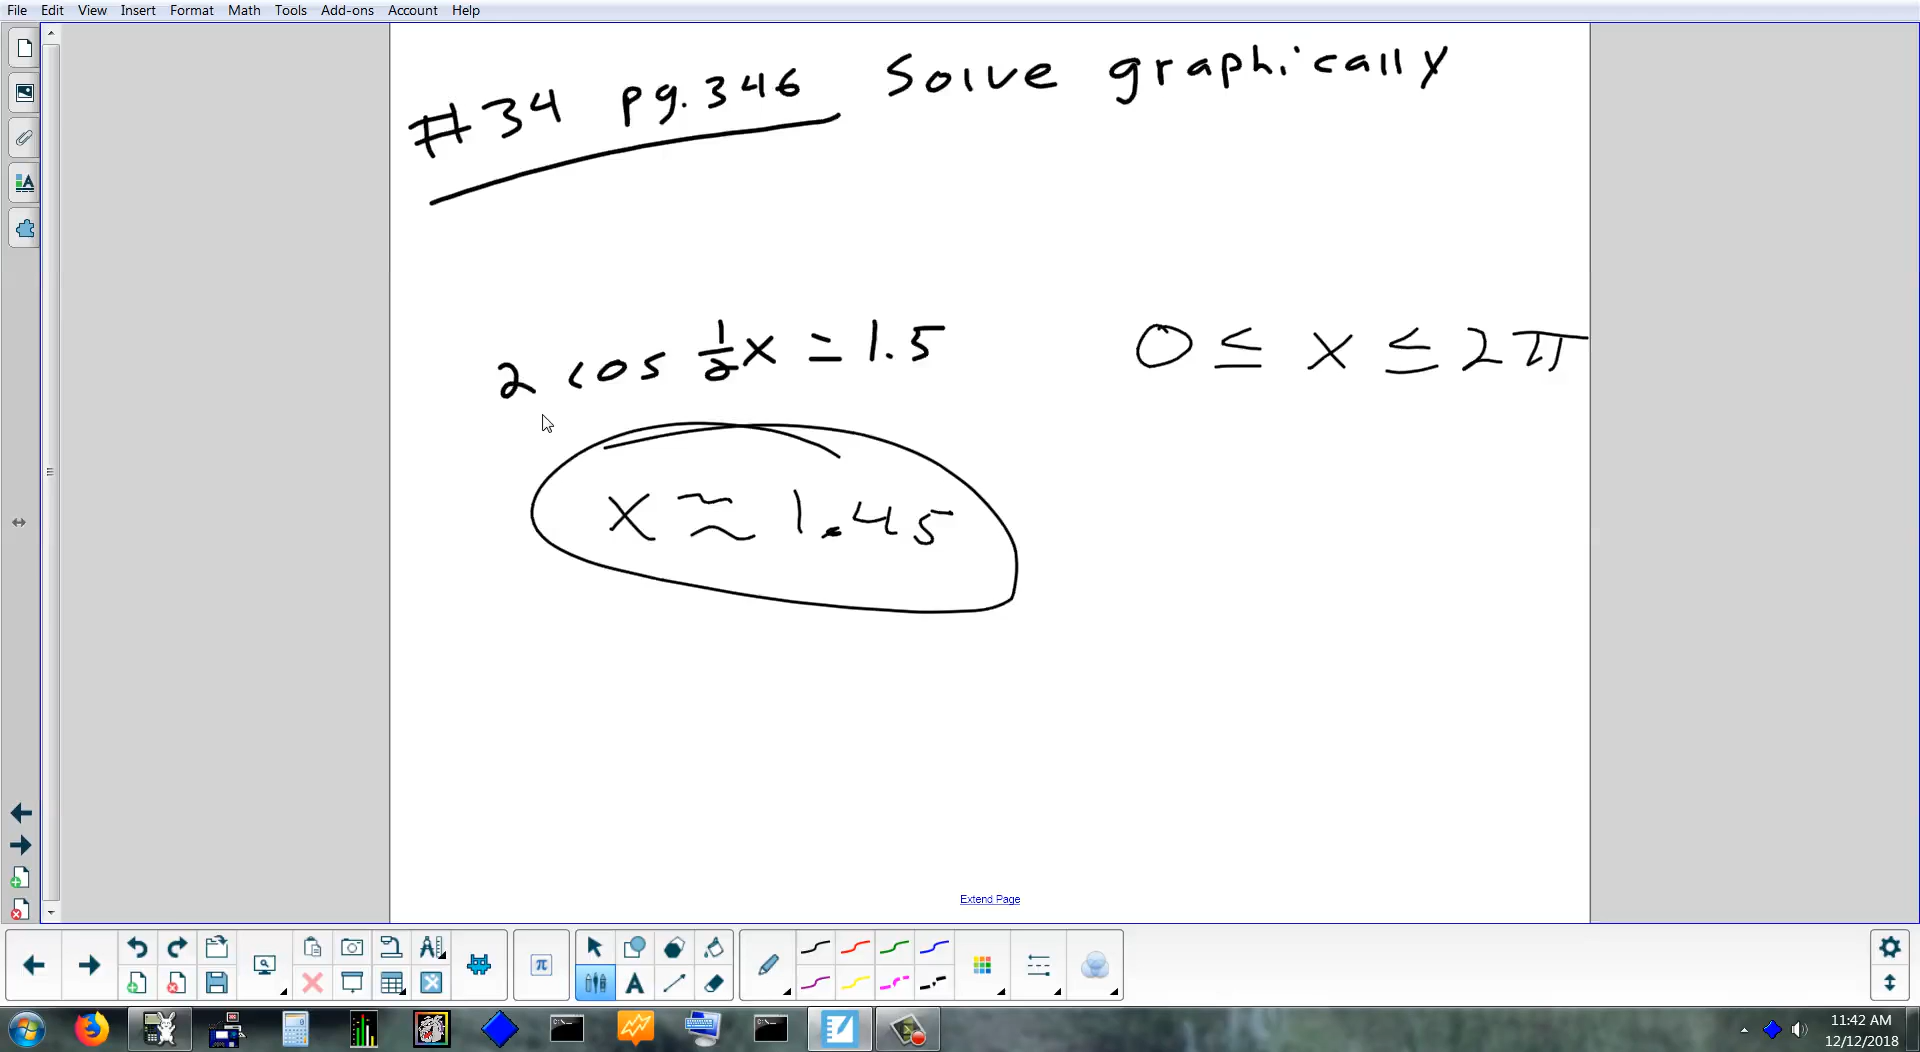 File Edit View Insert Format Math Tools Add-ons Account Help
#34 pg.346 Solve graphically
2 cos 1/2 x = 1.5 0 ≤ x ≤ 2π
x ≈ 1.45
Extend Page
11:42 AM
12/12/2018